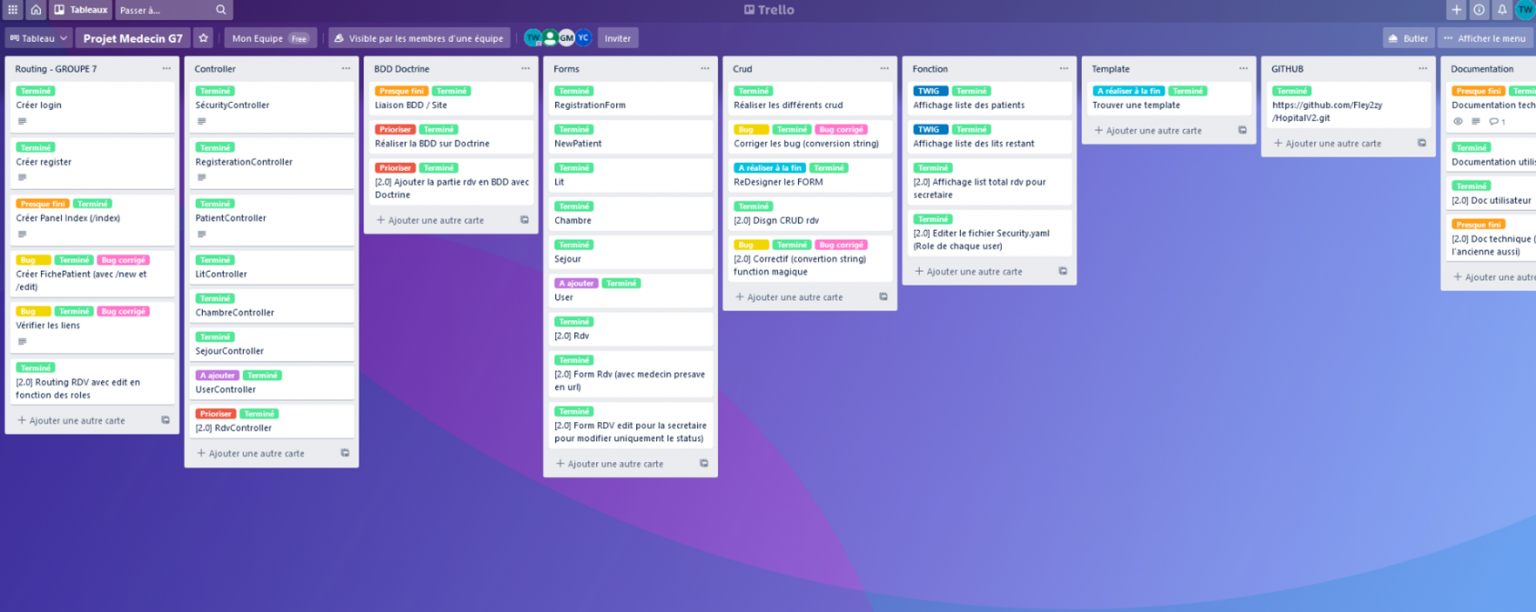 Tableaux
Passer à...
Trello
TW
Tableau
Projet Medecin G7
Mon Equipe Free
Visible par les membres d'une équipe
TW GM YC
Inviter
Butler
Afficher le menu
Routing - GROUPE 7
Terminé
Créer login
Terminé
Créer register
Presque fini Terminé
Créer Panel Index (/index)
Bug Terminé Bug corrigé
Créer FichePatient (avec /new et
/edit)
Bug Terminé Bug corrigé
Vérifier les liens
Terminé
[2.0] Routing RDV avec edit en
fonction des roles
+ Ajouter une autre carte
Controller
Terminé
SécurityController
Terminé
RegisterationController
Terminé
PatientController
Terminé
LitController
Terminé
ChambreController
Terminé
SejourController
A ajouter Terminé
UserController
Prioriser Terminé
[2.0] RdvController
+ Ajouter une autre carte
BDD Doctrine
Presque fini Terminé
Liaison BDD / Site
Prioriser Terminé
Réaliser la BDD sur Doctrine
Prioriser Terminé
[2.0] Ajouter la partie rdv en BDD avec
Doctrine
+ Ajouter une autre carte
Forms
Terminé
RegistrationForm
Terminé
NewPatient
Terminé
Lit
Terminé
Chambre
Terminé
Sejour
A ajouter Terminé
User
Terminé
[2.0] Rdv
Terminé
[2.0] Form Rdv (avec medecin presave
en url)
Terminé
[2.0] Form RDV edit pour la secretaire
pour modifier uniquement le status)
+ Ajouter une autre carte
Crud
Terminé
Réaliser les différents crud
Bug Terminé Bug corrigé
Corriger les bug (conversion string)
A réaliser à la fin Terminé
ReDesigner les FORM
Terminé
[2.0] Disgn CRUD rdv
Bug Terminé Bug corrigé
[2.0] Correctif (convertion string)
function magique
+ Ajouter une autre carte
Fonction
TWIG Terminé
Affichage liste des patients
TWIG Terminé
Affichage liste des lits restant
Terminé
[2.0] Affichage list total rdv pour
secretaire
Terminé
[2.0] Editer le fichier Security.yaml
(Role de chaque user)
+ Ajouter une autre carte
Template
A réaliser à la fin Terminé
Trouver une template
+ Ajouter une autre carte
GITHUB
Terminé
https://github.com/Fley2zy
/HopitalV2.git
+ Ajouter une autre carte
Documentation
Presque fini Termi
Documentation tech
1
Terminé
Documentation utilis
Terminé
[2.0] Doc utilisateur
Presque fini
[2.0] Doc technique (
l'ancienne aussi)
+ Ajouter une autre